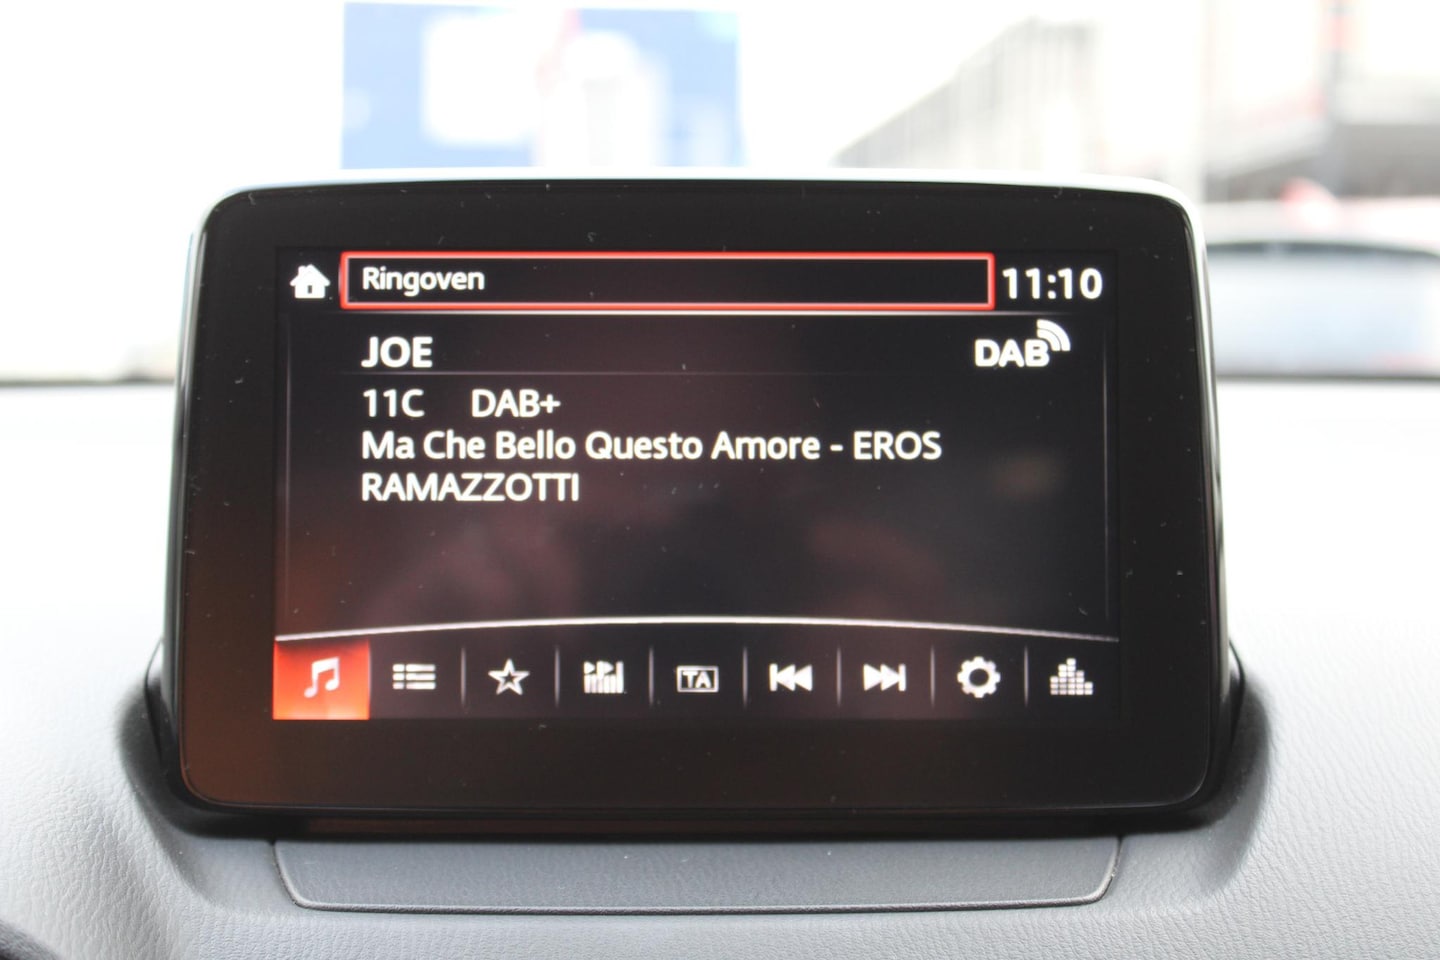 Ringoven 11:10
JOE DAB
11C DAB+
Ma Che Bello Questo Amore - EROS
RAMAZZOTTI
TA